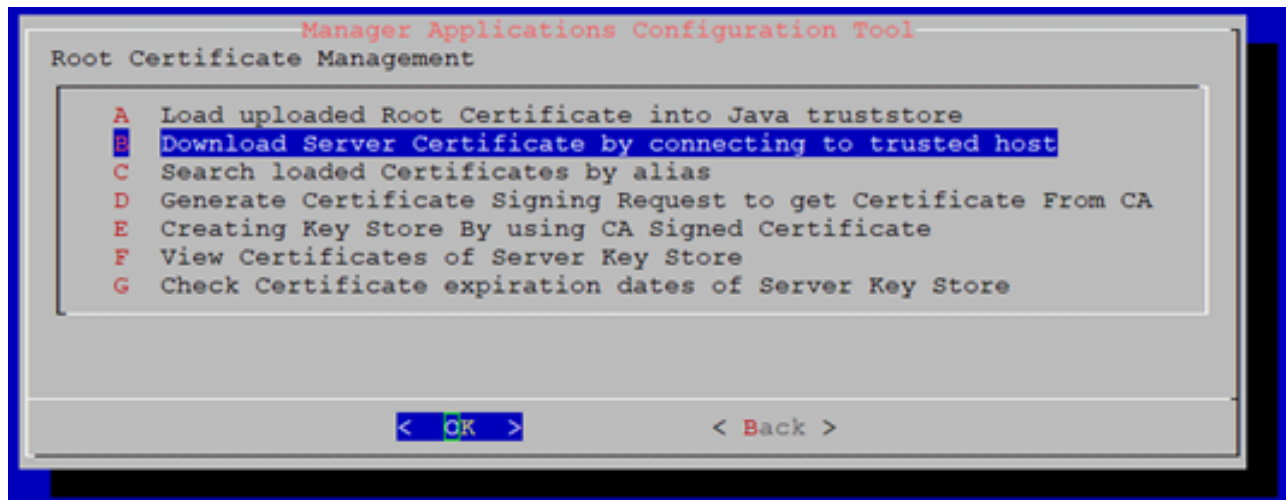 Manager Applications Configuration Tool
Root Certificate Management
A Load uploaded Root Certificate into Java truststore
B Download Server Certificate by connecting to trusted host
C Search loaded Certificates by alias
D Generate Certificate Signing Request to get Certificate From CA
E Creating Key Store By using CA Signed Certificate
F View Certificates of Server Key Store
G Check Certificate expiration dates of Server Key Store
< OK > < Back >